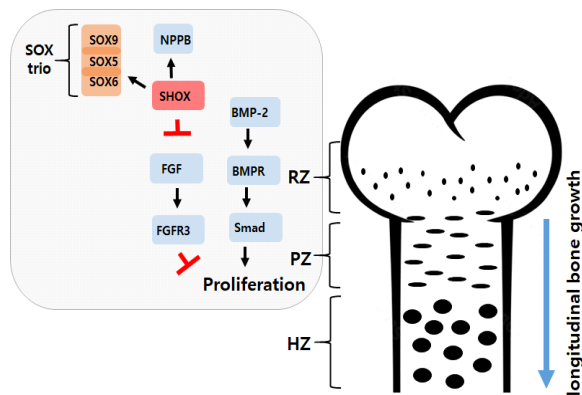 SOX
trio
SOX9
SOX5
SOX6
NPPB
SHOX
BMP-2
FGF
BMPR
FGFR3
Smad
Proliferation
RZ
PZ
HZ
longitudinal bone growth